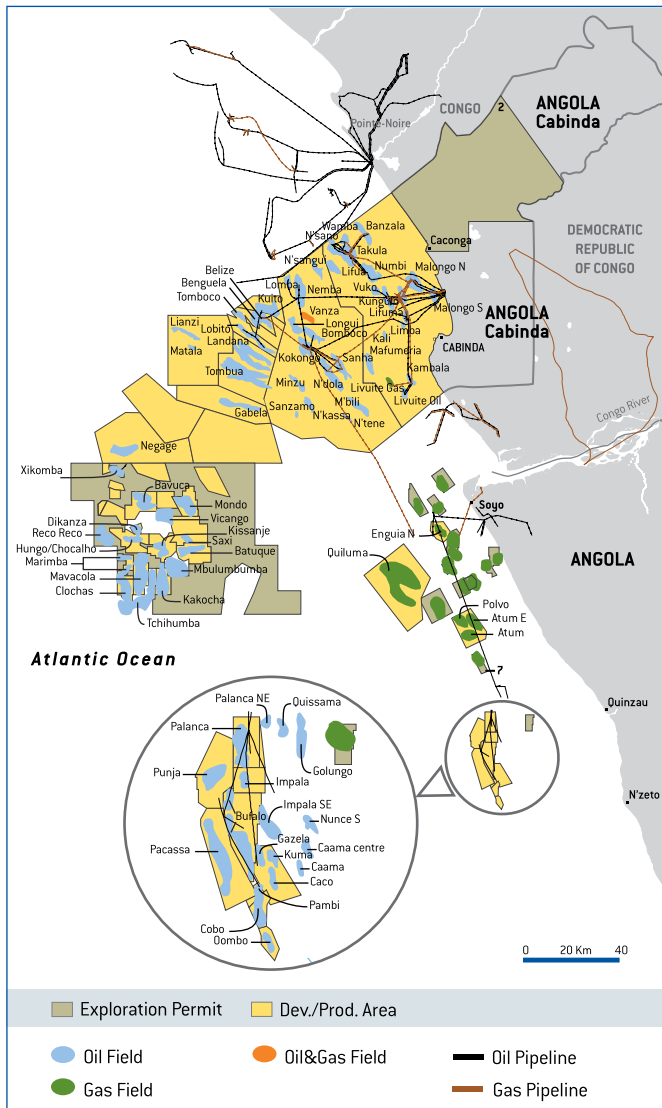 CONGO
2
ANGOLA
Cabinda
Pointe-Noire
DEMOCRATIC
REPUBLIC
OF CONGO
Wamba
Banzala
N'sano
Takula
Caconga
N'sangui
Lifua
Numbi
Malongo N
Belize
Benguela
Tomboco
Lomba
Kuito
Nemba
Vuko
Kungulo
Malongo S
ANGOLA
Cabinda
Vanza
Lifuma
Lianzi
Lobito
Longui
Bomboco
Limba
Landana
Kali
CABINDA
Matala
Kokongo
Sanha
Mafumeria
Tombua
Kambala
Minzu
N'dola
Livuite Gas
Gabela
Sanzamo
M'bili
Livuite Oil
N'kassa
N'tene
Congo River
Negage
Xikomba
Bavuca
Mondo
Soyo
Vicango
Dikanza
Reco Reco
Kissanje
Enguia N
ANGOLA
Hungo/Chocalho
Saxi
Batuque
Marimba
Quiluma
Mavacola
Mbulumbumba
Clochas
Kakocha
Polvo
Tchihumba
Atum E
Atum
Atlantic Ocean
7
Palanca NE
Quissama
Quinzau
Palanca
Golungo
Punja
Impala
N'zeto
Bufalo
Impala SE
Nunce S
Pacassa
Gazela
Caama centre
Kuma
Caama
Caco
Pambi
Cobo
Oombo
0 20 Km 40
Exploration Permit
Dev./Prod. Area
Oil Field
Oil&Gas Field
Oil Pipeline
Gas Field
Gas Pipeline